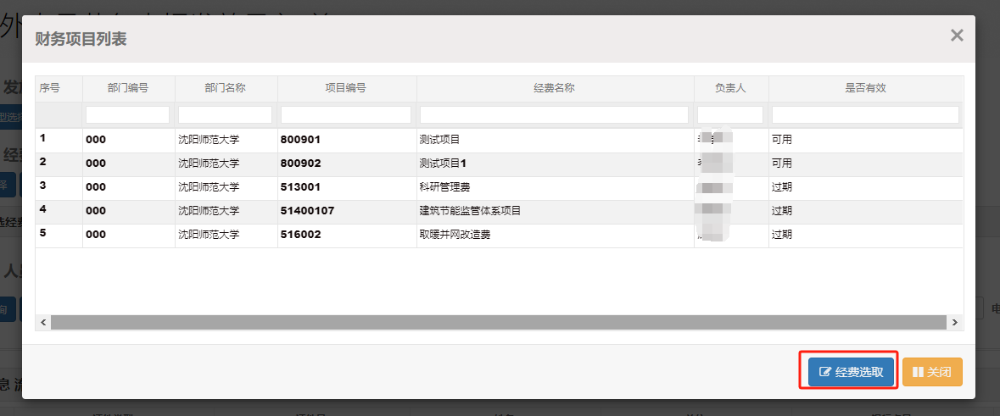 财务项目列表
序号 部门编号 部门名称 项目编号 经费名称 负责人 是否有效
1 000 沈阳师范大学 800901 测试项目 可用
2 000 沈阳师范大学 800902 测试项目1 可用
3 000 沈阳师范大学 513001 科研管理费 过期
4 000 沈阳师范大学 51400107 建筑节能监管体系项目 过期
5 000 沈阳师范大学 516002 取暖并网改造费 过期
经费选取 关闭